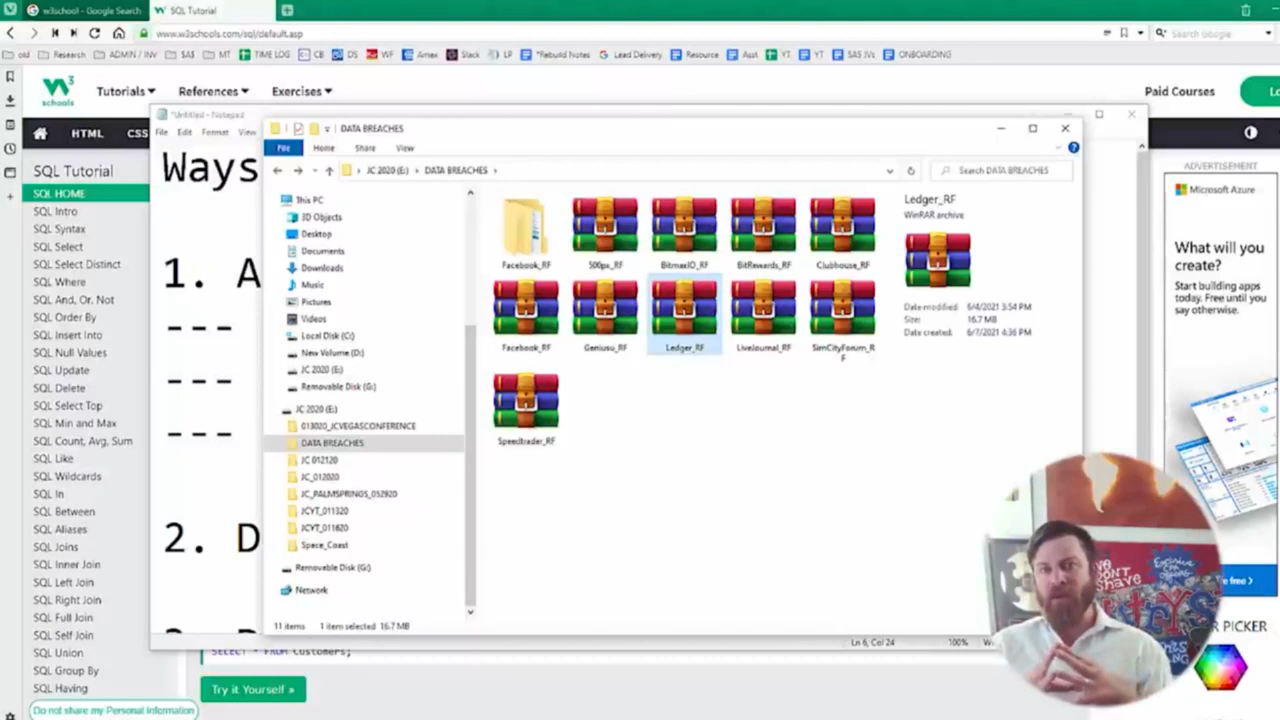 w3school - Google Search
SQL Tutorial
www.w3schools.com/sql/default.asp
Search Google
old
Research
ADMIN / INV
SAS
MT
TIME LOG
CB
DS
WF
Amex
Slack
LP
*Rebuild Notes
Lead Delivery
Resource
Asst
YT
YT
SAS JVs
ONBOARDING
w3
schools
Tutorials
References
Exercises
Paid Courses
HTML
CSS
SQL Tutorial
SQL HOME
SQL Intro
SQL Syntax
SQL Select
SQL Select Distinct
SQL Where
SQL And, Or, Not
SQL Order By
SQL Insert Into
SQL Null Values
SQL Update
SQL Delete
SQL Select Top
SQL Min and Max
SQL Count, Avg, Sum
SQL Like
SQL Wildcards
SQL In
SQL Between
SQL Aliases
SQL Joins
SQL Inner Join
SQL Left Join
SQL Right Join
SQL Full Join
SQL Self Join
SQL Union
SQL Group By
SQL Having
Do not share my Personal Information
*Untitled - Notepad
File Edit Format View
Ways
1. A
---
---
---
2. D
Ln 6, Col 24
100%
SELECT * FROM Customers;
Try it Yourself »
DATA BREACHES
File
Home
Share
View
JC 2020 (E:) › DATA BREACHES ›
Search DATA BREACHES
This PC
3D Objects
Desktop
Documents
Downloads
Music
Pictures
Videos
Local Disk (C:)
New Volume (D:)
JC 2020 (E:)
Removable Disk (G:)
JC 2020 (E:)
013020_JCVEGASCONFERENCE
DATA BREACHES
JC 012120
JC_012020
JC_PALMSPRINGS_052920
JCYT_011320
JCYT_011620
Space_Coast
Removable Disk (G:)
Network
11 items
1 item selected 16.7 MB
Facebook_RF
500px_RF
BitmaxIO_RF
BitRewards_RF
Clubhouse_RF
Facebook_RF
Geniusu_RF
Ledger_RF
LiveJournal_RF
SimCityForum_R
F
Speedtrader_RF
Ledger_RF
WinRAR archive
Date modified: 6/4/2021 3:54 PM
Size: 16.7 MB
Date created: 6/7/2021 4:36 PM
ADVERTISEMENT
Microsoft Azure
What will you
create?
Start building apps
today. Free until you
say otherwise.
free >
PICKER